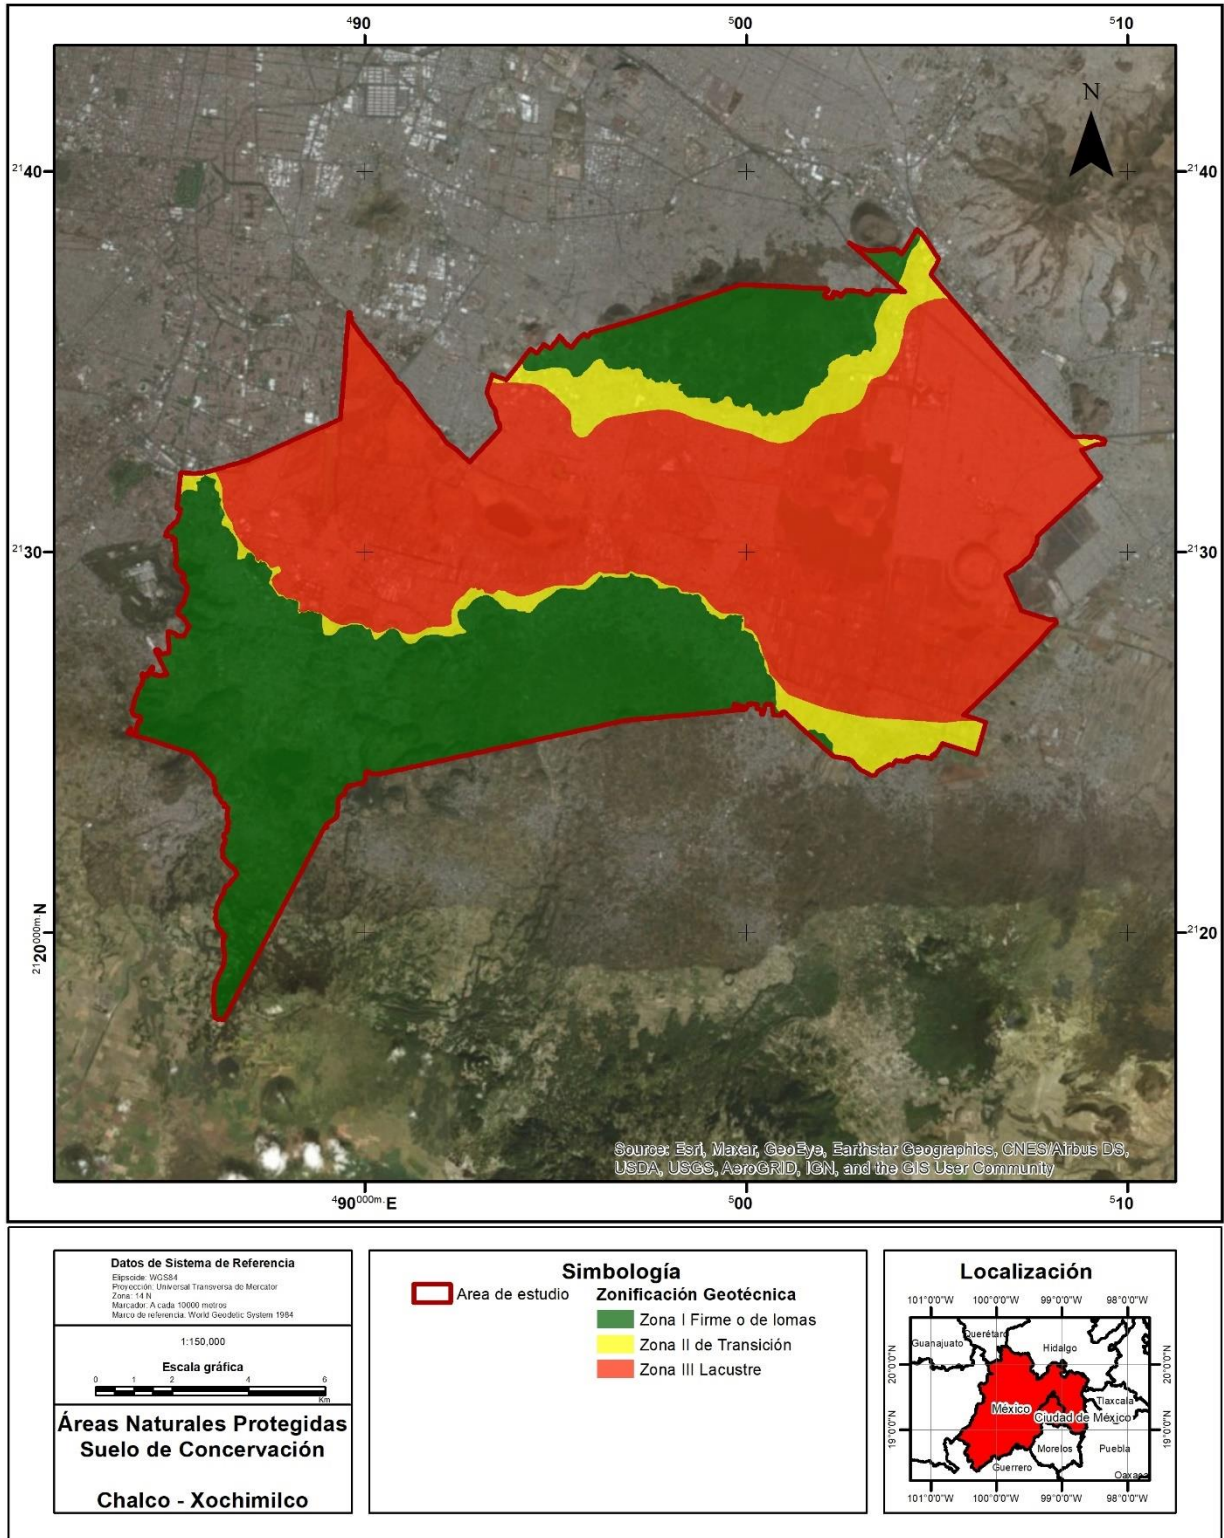 490
500
510
N
2140
2140
2130
2130
2120000m.N
2120
Source: Esri, Maxar, GeoEye, Earthstar Geographics, CNES/Airbus DS,
USDA, USGS, AeroGRID, IGN, and the GIS User Community
490000m.E
500
510
Datos de Sistema de Referencia
Elipsoide: WGS84
Proyección: Universal Transversa de Mercator
Zona: 14 N
Marcador: A cada 10000 metros
Marco de referencia: World Geodetic System 1984
1:150,000
Escala gráfica
0 1 2 4 6
Km
Áreas Naturales Protegidas
Suelo de Concervación
Chalco - Xochimilco
Simbología
Area de estudio
Zonificación Geotécnica
Zona I Firme o de lomas
Zona II de Transición
Zona III Lacustre
Localización
101°0'0"W 100°0'0"W 99°0'0"W 98°0'0"W
20°0'0"N
20°0'0"N
19°0'0"N
19°0'0"N
Querétaro
Guanajuato
Hidalgo
Tlaxcala
México
Ciudad de México
Morelos
Puebla
Guerrero
Oaxaca
101°0'0"W 100°0'0"W 99°0'0"W 98°0'0"W